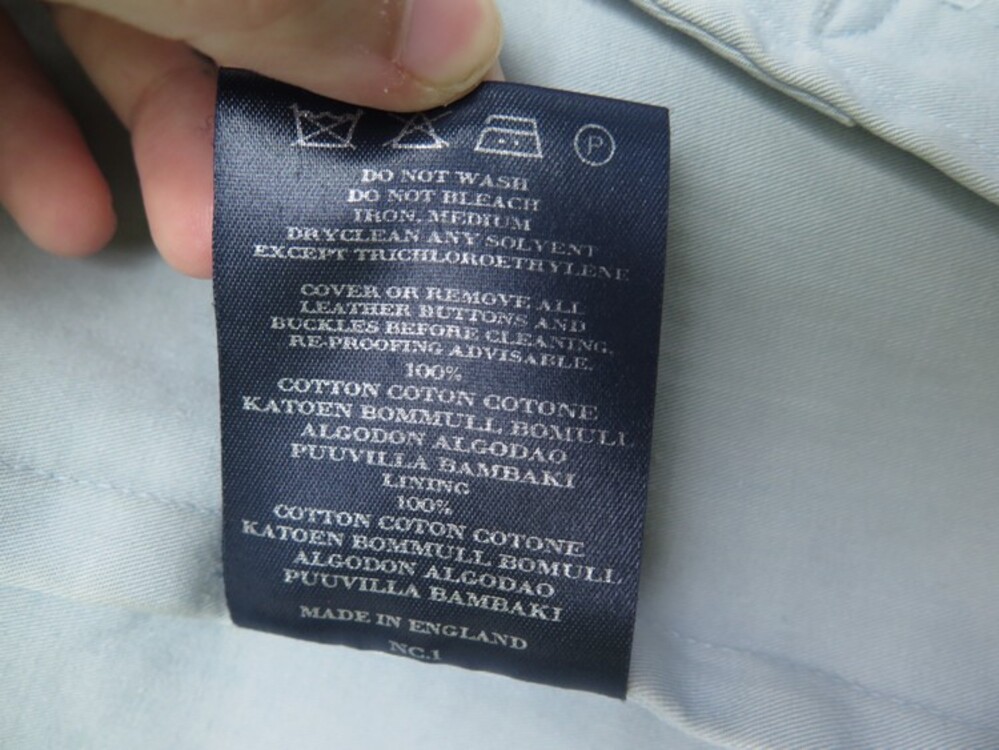 P
DO NOT WASH
DO NOT BLEACH
IRON. MEDIUM
DRYCLEAN ANY SOLVENT
EXCEPT TRICHLOROETHYLENE
COVER OR REMOVE ALL
LEATHER BUTTONS AND
BUCKLES BEFORE CLEANING.
RE-PROOFING ADVISABLE.
100%
COTTON COTON COTONE
KATOEN BOMMULL BOMULL
ALGODON ALGODAO
PUUVILLA BAMBAKI
LINING
100%
COTTON COTON COTONE
KATOEN BOMMULL BOMULL
ALGODON ALGODAO
PUUVILLA BAMBAKI
MADE IN ENGLAND
NC.1